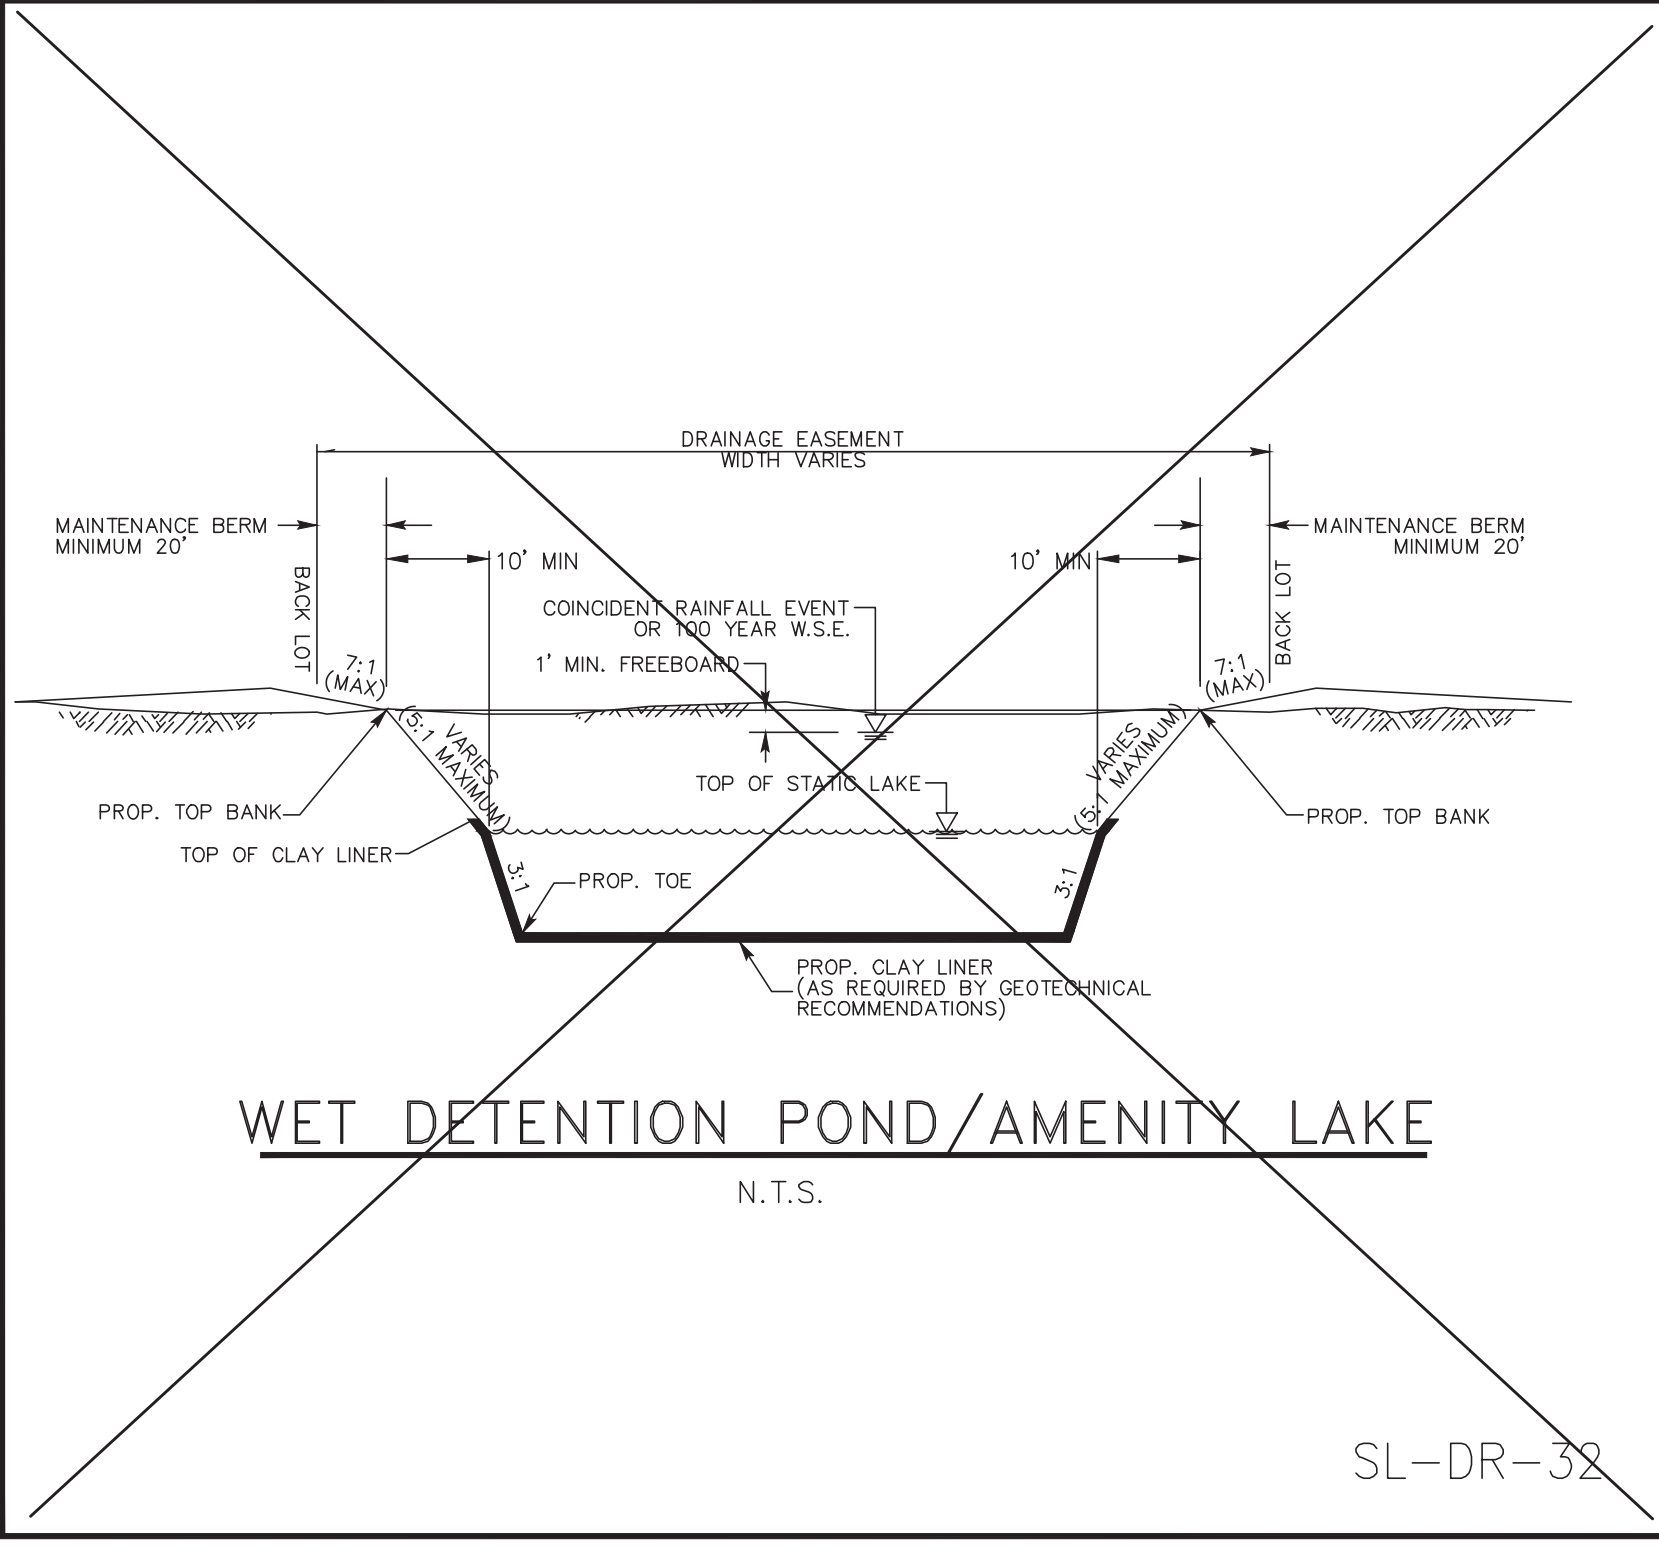 DRAINAGE EASEMENT
WIDTH VARIES
MAINTENANCE BERM
MINIMUM 20'
MAINTENANCE BERM
MINIMUM 20'
10' MIN
10' MIN
BACK LOT
BACK LOT
COINCIDENT RAINFALL EVENT
OR 100 YEAR W.S.E.
1' MIN. FREEBOARD
7:1
(MAX)
7:1
(MAX)
VARIES
(5:1 MAXIMUM)
VARIES
(5:1 MAXIMUM)
TOP OF STATIC LAKE
PROP. TOP BANK
PROP. TOP BANK
TOP OF CLAY LINER
3:1
PROP. TOE
3:1
PROP. CLAY LINER
(AS REQUIRED BY GEOTECHNICAL
RECOMMENDATIONS)
WET DETENTION POND/AMENITY LAKE
N.T.S.
SL-DR-32